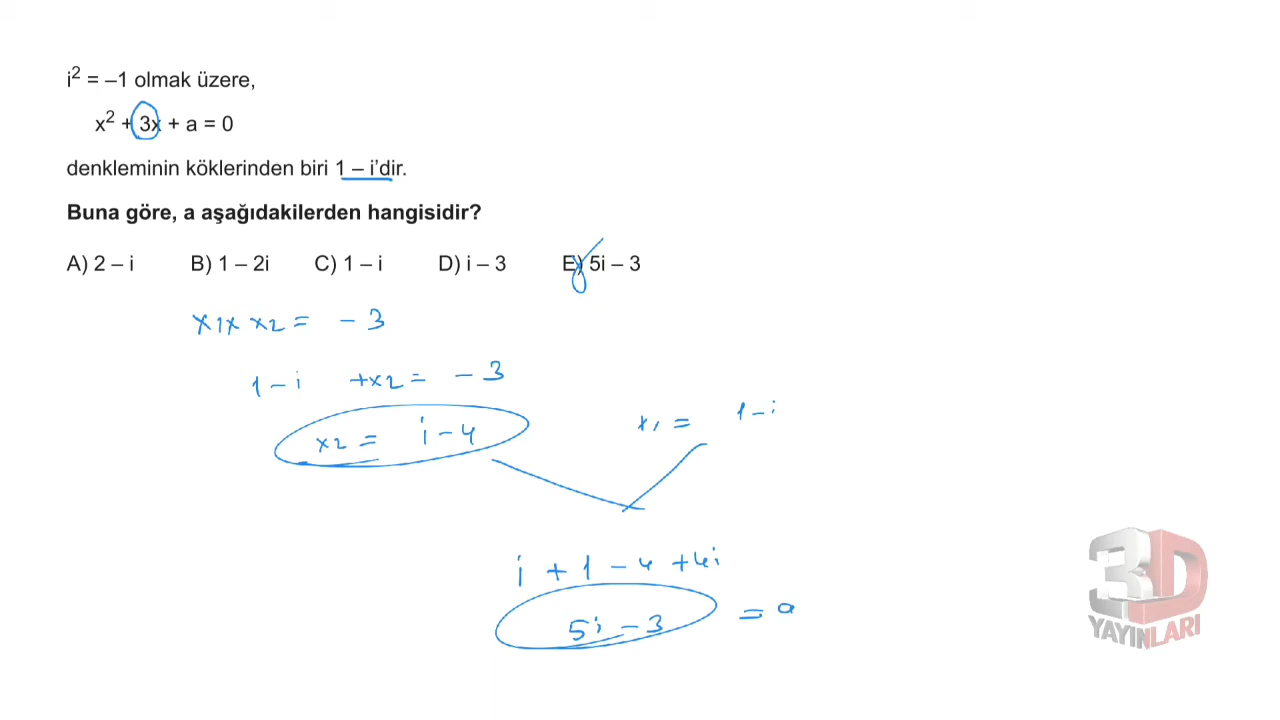 i² = –1 olmak üzere,
x² + 3x + a = 0
denkleminin köklerinden biri 1 – i’dir.
Buna göre, a aşağıdakilerden hangisidir?
A) 2 – i B) 1 – 2i C) 1 – i D) i – 3 E) 5i – 3
x1x x2 = – 3
1 – i +x2 = – 3
x2 = i – 4 x1 = 1 – i
i + 1 – 4 + 4i
5i – 3 = a
3D
YAYINLARI